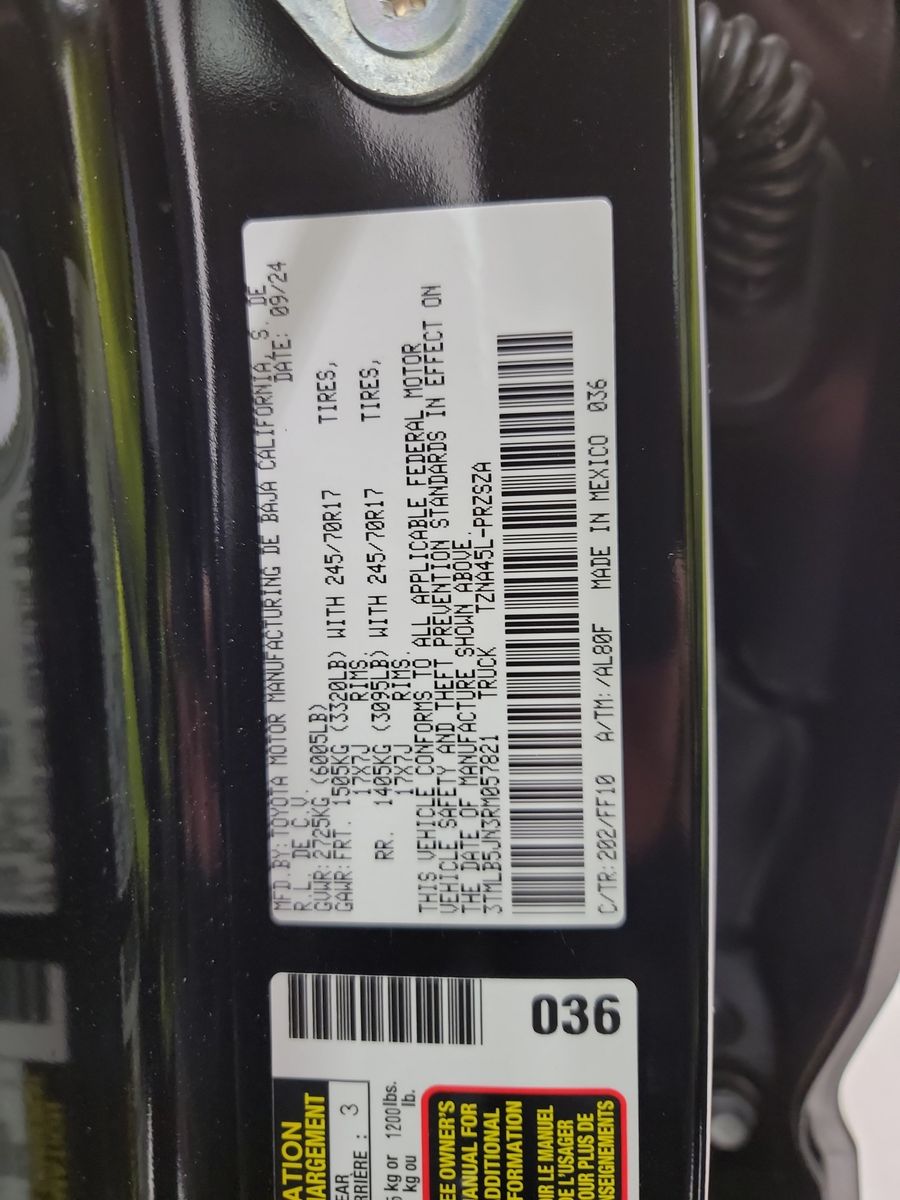 MFD.BY:TOYOTA MOTOR MANUFACTURING DE BAJA CALIFORNIA, S. DE
R.L. DE C.V. DATE: 09/24
GVWR:2725KG (6005LB)
GAWR:FRT. 1505KG (3320LB) WITH 245/70R17 TIRES,
17X7J RIMS.
RR. 1405KG (3095LB) WITH 245/70R17 TIRES,
17X7J RIMS.
THIS VEHICLE CONFORMS TO ALL APPLICABLE FEDERAL MOTOR
VEHICLE SAFETY AND THEFT PREVENTION STANDARDS IN EFFECT ON
THE DATE OF MANUFACTURE SHOWN ABOVE.
3TMLB5JN3RM057821 TRUCK TZNA45L-PRZSZA
C/TR:202/FF10 A/TM:/AL80F MADE IN MEXICO 036
036
ATION
ARGEMENT
EAR
RRIÈRE : 3
kg or 1200lbs.
kg ou lb.
EE OWNER'S
ANUAL FOR
DDITIONAL
FORMATION
IR LE MANUEL
E L'USAGER
OUR PLUS DE
NSEIGNEMENTS